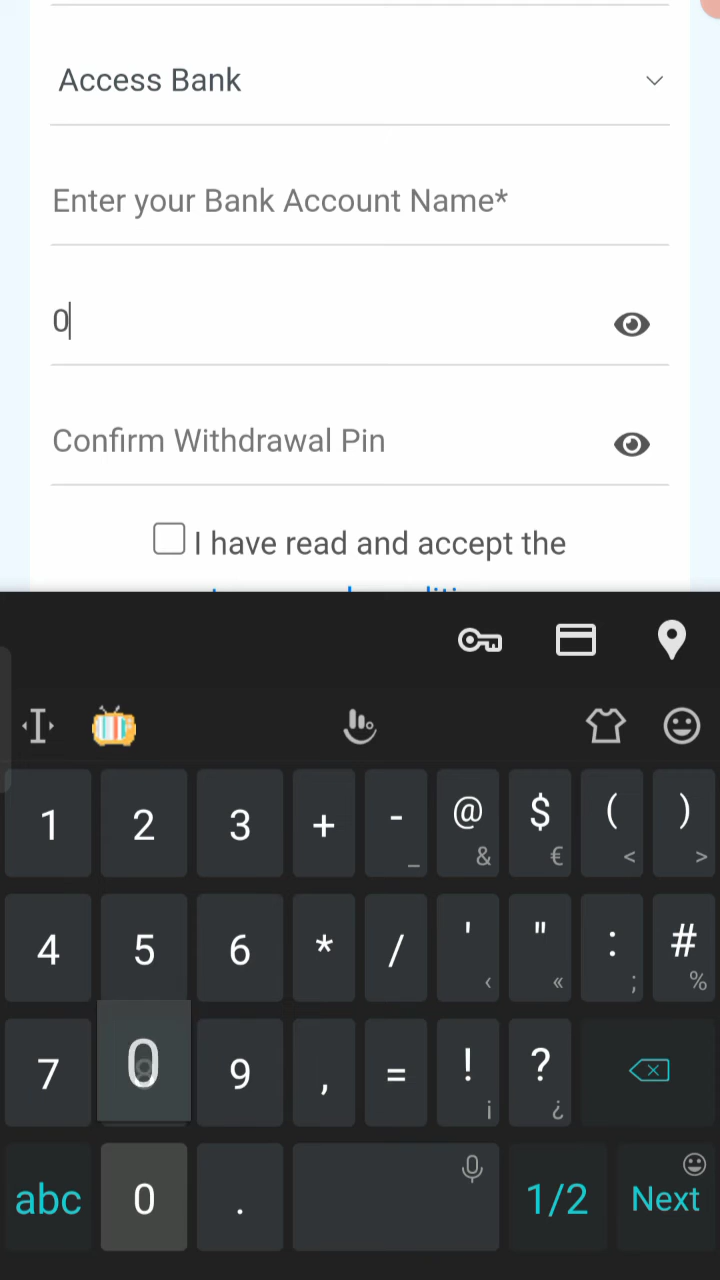 Access Bank
Enter your Bank Account Name*
0
Confirm Withdrawal Pin
I have read and accept the
1 2 3 + - _ @ & $ € ( < ) >
4 5 6 * / ' ‹ " « : ; # %
7 0 9 , = ! ¡ ? ¿
abc 0 . 1/2 Next